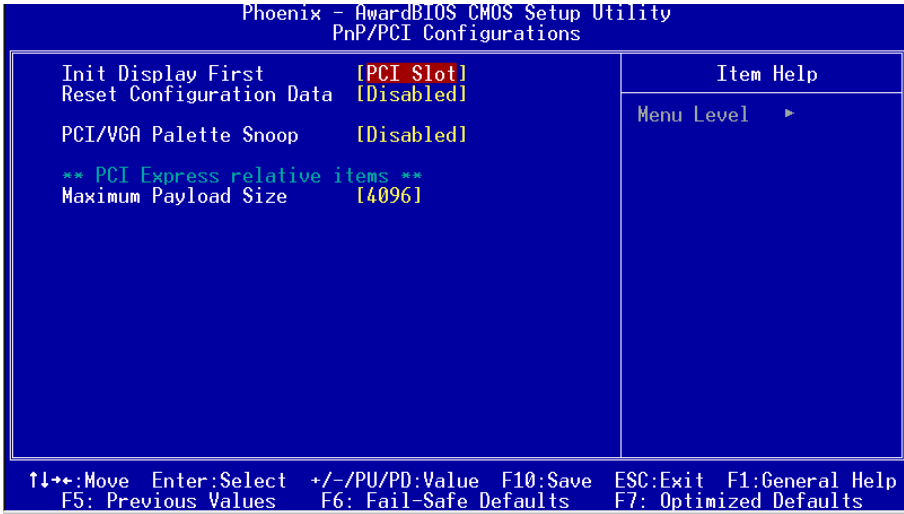 Phoenix - AwardBIOS CMOS Setup Utility
PnP/PCI Configurations
Init Display First [PCI Slot]
Reset Configuration Data [Disabled]
PCI/VGA Palette Snoop [Disabled]
** PCI Express relative items **
Maximum Payload Size [4096]
Item Help
Menu Level ►
↑↓→←:Move Enter:Select +/-/PU/PD:Value F10:Save ESC:Exit F1:General Help
F5: Previous Values F6: Fail-Safe Defaults F7: Optimized Defaults